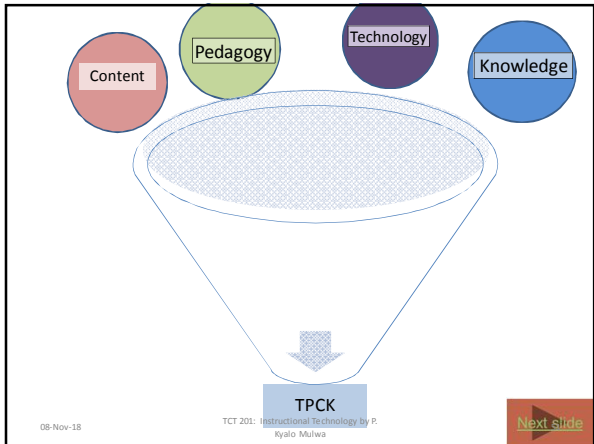 Content
Pedagogy
Technology
Knowledge
TPCK
08-Nov-18
TCT 201: Instructional Technology by P.
Kyalo Mulwa
Next slide